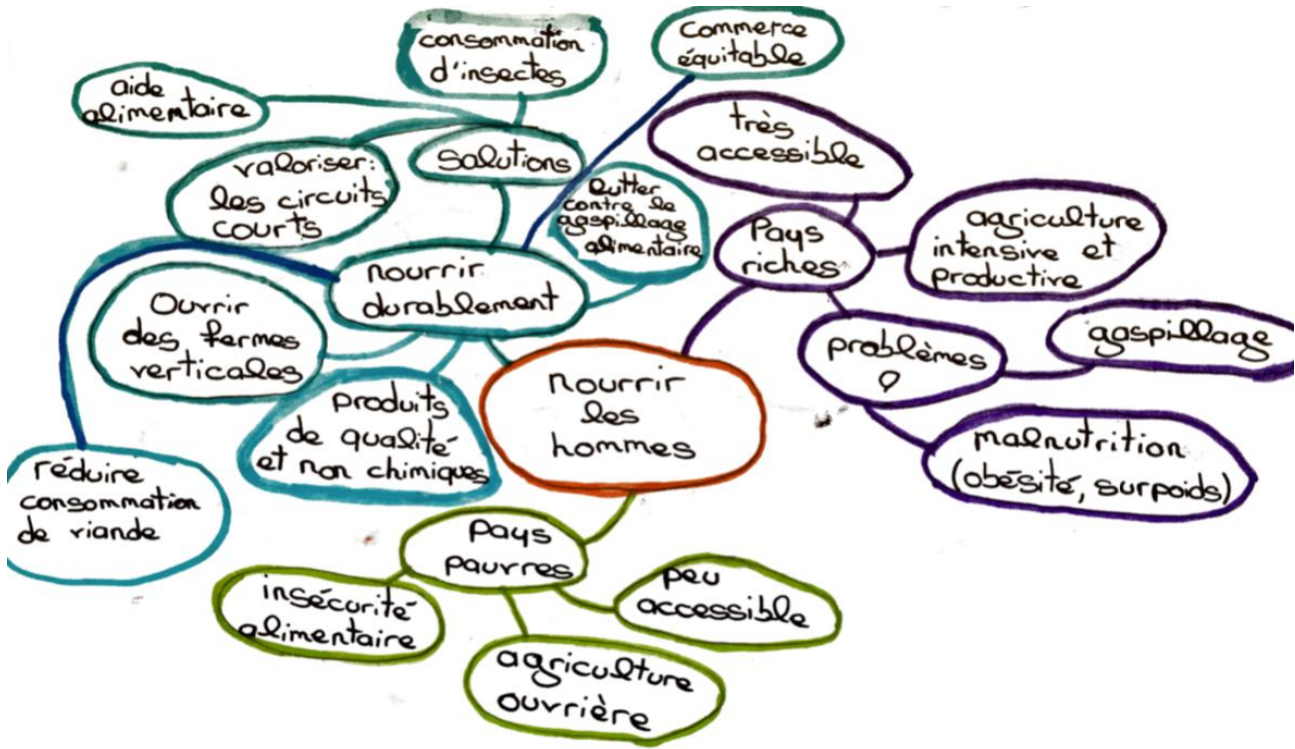 consommation
d'insectes
commerce
équitable
aide
alimentaire
très
accessible
valoriser:
les circuits
courts
salutions
lutter
contre le
gaspillage
alimentaire
Pays
riches
agriculture
intensive et
productive
nourrir
durablement
Ouvrir
des fermes
verticales
problèmes
?
gaspillage
produits
de qualité
et non chimiques
nourrir
les
hommes
malnutrition
(obésité, surpoids)
réduire
consommation
de viande
Pays
pauvres
insécurité
alimentaire
peu
accessible
agriculture
ouvrière